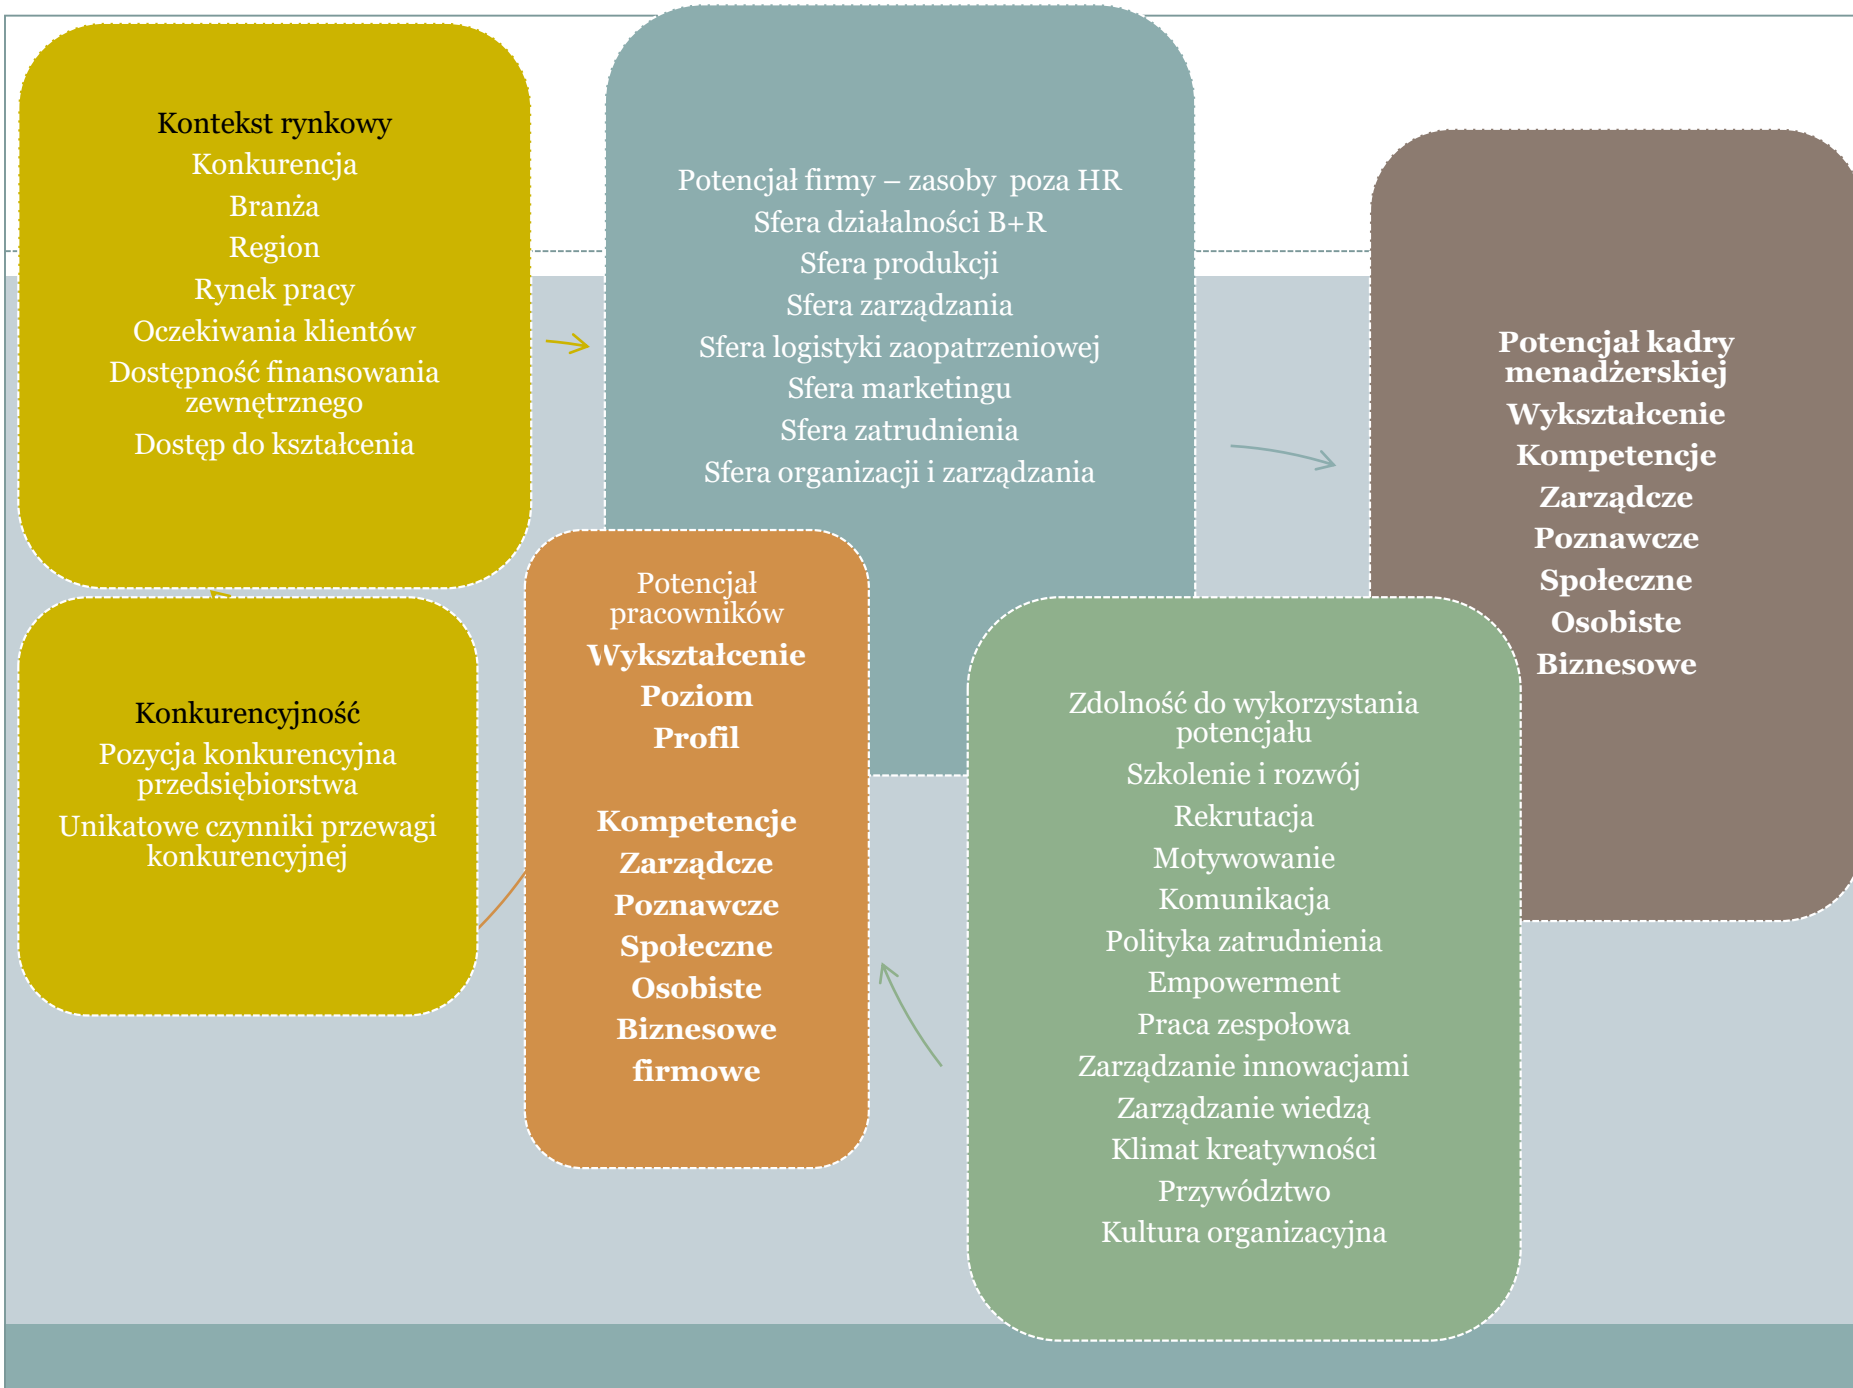 Kontekst rynkowy
Konkurencja
Branża
Region
Rynek pracy
Oczekiwania klientów
Dostępność finansowania
zewnętrznego
Dostęp do kształcenia
Potencjał firmy – zasoby poza HR
Sfera działalności B+R
Sfera produkcji
Sfera zarządzania
Sfera logistyki zaopatrzeniowej
Sfera marketingu
Sfera zatrudnienia
Sfera organizacji i zarządzania
Potencjał kadry
menadżerskiej
Wykształcenie
Kompetencje
Zarządcze
Poznawcze
Społeczne
Osobiste
Biznesowe
Zdolność do wykorzystania
potencjału
Szkolenie i rozwój
Rekrutacja
Motywowanie
Komunikacja
Polityka zatrudnienia
Empowerment
Praca zespołowa
Zarządzanie innowacjami
Zarządzanie wiedzą
Klimat kreatywności
Przywództwo
Kultura organizacyjna
Potencjał
pracowników
Wykształcenie
Poziom
Profil
Kompetencje
Zarządcze
Poznawcze
Społeczne
Osobiste
Biznesowe
firmowe
Konkurencyjność
Pozycja konkurencyjna
przedsiębiorstwa
Unikatowe czynniki przewagi
konkurencyjnej